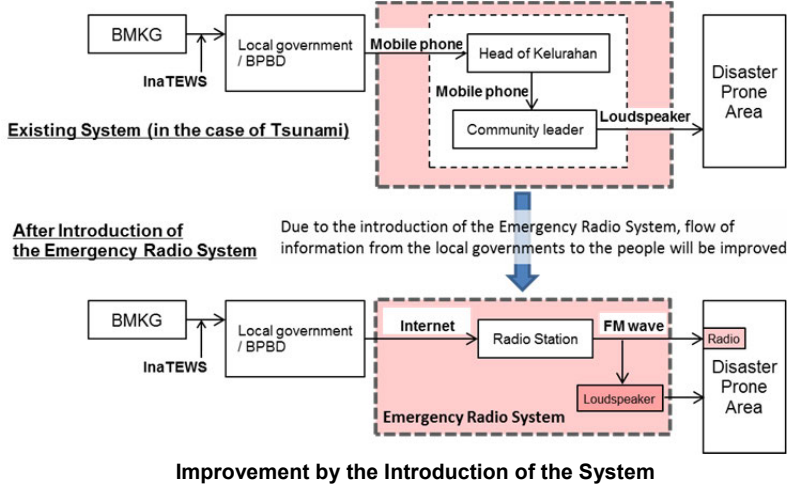 BMKG
InaTEWS
Local government
/ BPBD
Mobile phone
Head of Kelurahan
Mobile phone
Community leader
Loudspeaker
Disaster
Prone
Area
Existing System (in the case of Tsunami)
After Introduction of
the Emergency Radio System
Due to the introduction of the Emergency Radio System, flow of
information from the local governments to the people will be improved
BMKG
InaTEWS
Local government
/ BPBD
Internet
Radio Station
FM wave
Radio
Loudspeaker
Disaster
Prone
Area
Emergency Radio System
Improvement by the Introduction of the System